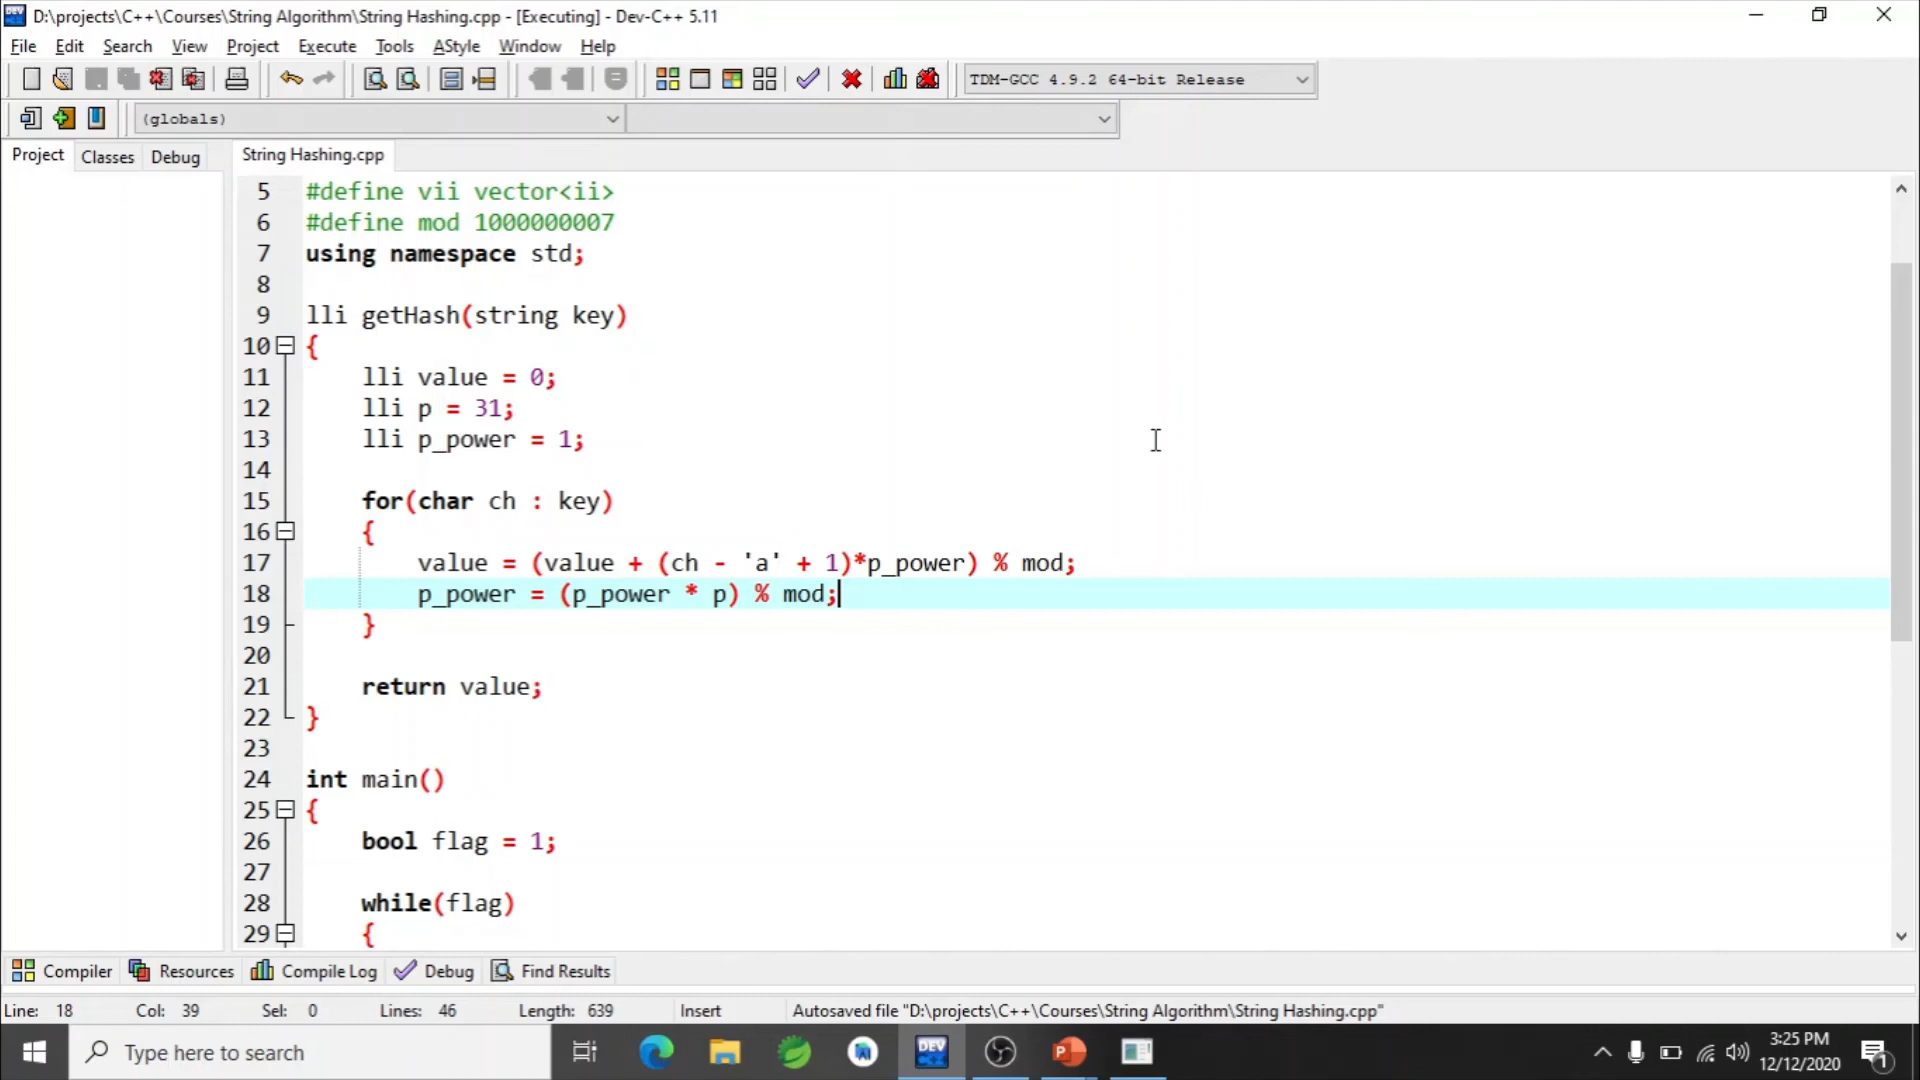 D:\projects\C++\Courses\String Algorithm\String Hashing.cpp - [Executing] - Dev-C++ 5.11
File Edit Search View Project Execute Tools AStyle Window Help
TDM-GCC 4.9.2 64-bit Release
(globals)
Project Classes Debug String Hashing.cpp
5 #define vii vector<ii>
6 #define mod 1000000007
7 using namespace std;
8
9 lli getHash(string key)
10 {
11 lli value = 0;
12 lli p = 31;
13 lli p_power = 1;
14
15 for(char ch : key)
16 {
17 value = (value + (ch - 'a' + 1)*p_power) % mod;
18 p_power = (p_power * p) % mod;
19 }
20
21 return value;
22 }
23
24 int main()
25 {
26 bool flag = 1;
27
28 while(flag)
29 {
Compiler Resources Compile Log Debug Find Results
Line: 18 Col: 39 Sel: 0 Lines: 46 Length: 639 Insert Autosaved file "D:\projects\C++\Courses\String Algorithm\String Hashing.cpp"
Type here to search
DEV
P
3:25 PM
12/12/2020
1